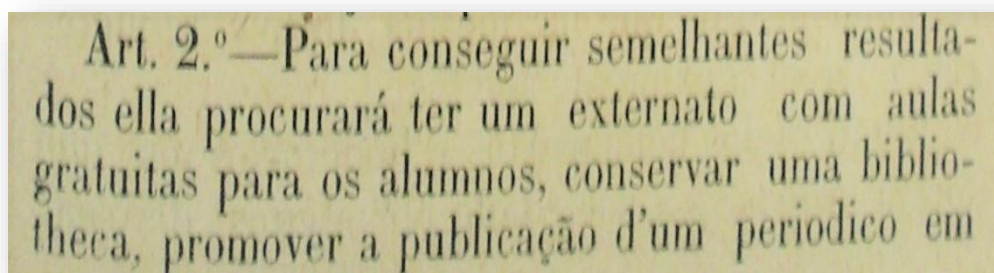 Art. 2.º—Para conseguir semelhantes resulta-
dos ella procurará ter um externato com aulas
gratuitas para os alumnos, conservar uma biblio-
theca, promover a publicação d'um periodico em